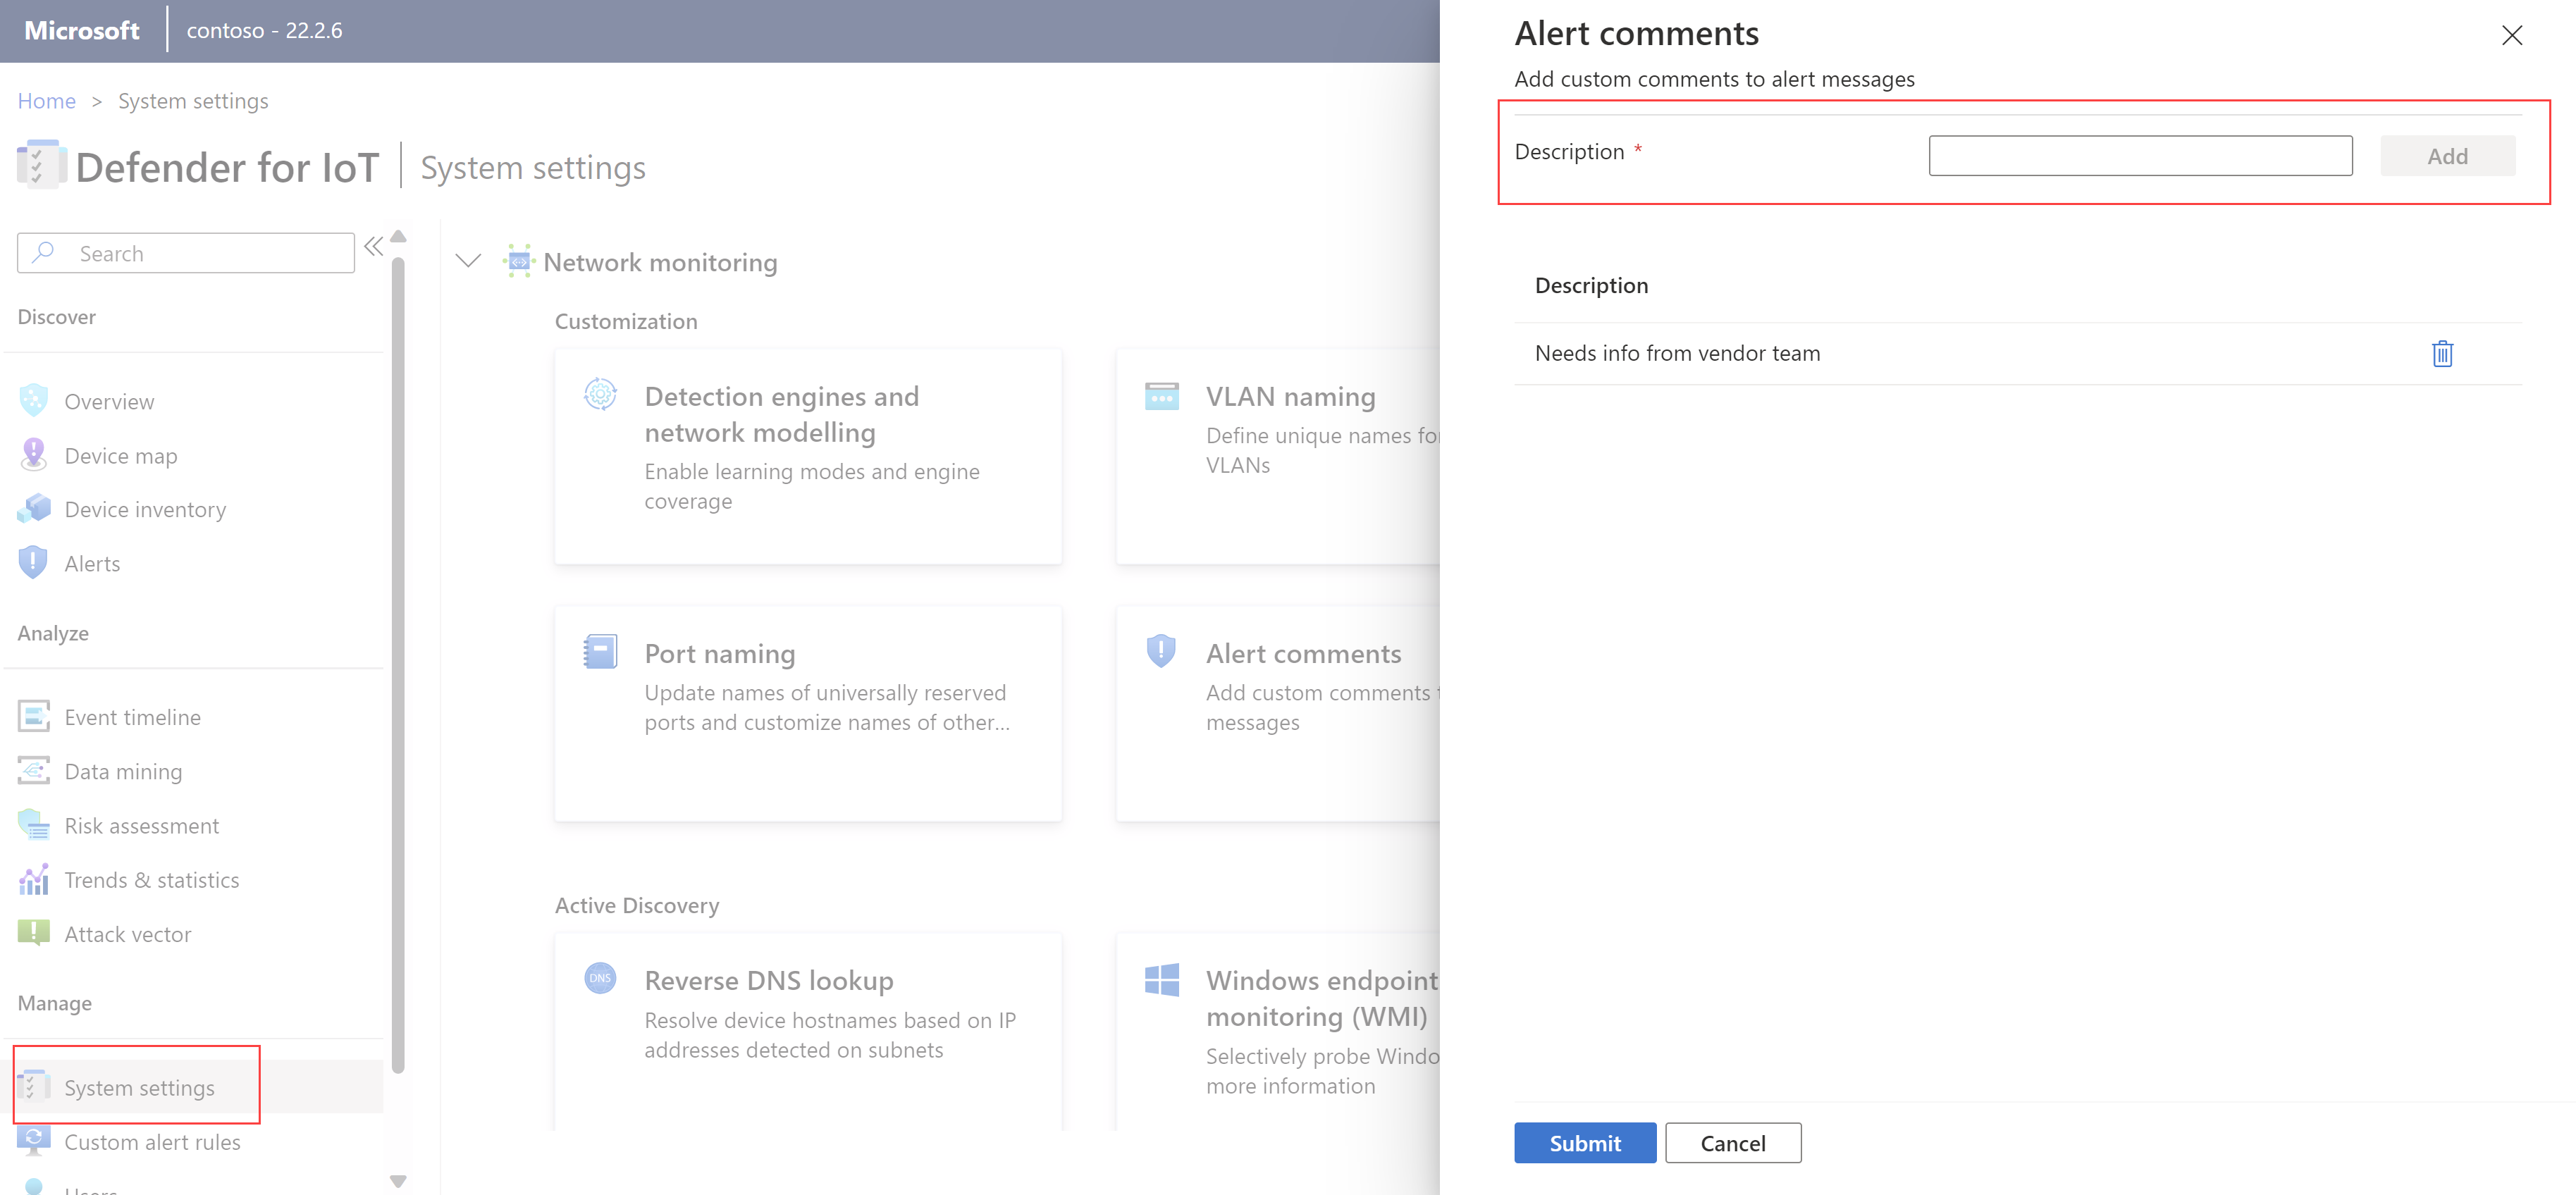 Microsoft
contoso - 22.2.6
Home > System settings
Defender for IoT
System settings
Search
Discover
Overview
Device map
Device inventory
Alerts
Analyze
Event timeline
Data mining
Risk assessment
Trends & statistics
Attack vector
Manage
System settings
Custom alert rules
Users
Network monitoring
Customization
Detection engines and
network modelling
Enable learning modes and engine
coverage
VLAN naming
Define unique names for
VLANs
Port naming
Update names of universally reserved
ports and customize names of other...
Alert comments
Add custom comments t
messages
Active Discovery
Reverse DNS lookup
DNS
Resolve device hostnames based on IP
addresses detected on subnets
Windows endpoint
monitoring (WMI)
Selectively probe Windo
more information
Alert comments
Add custom comments to alert messages
Description *
Add
Description
Needs info from vendor team
Submit
Cancel